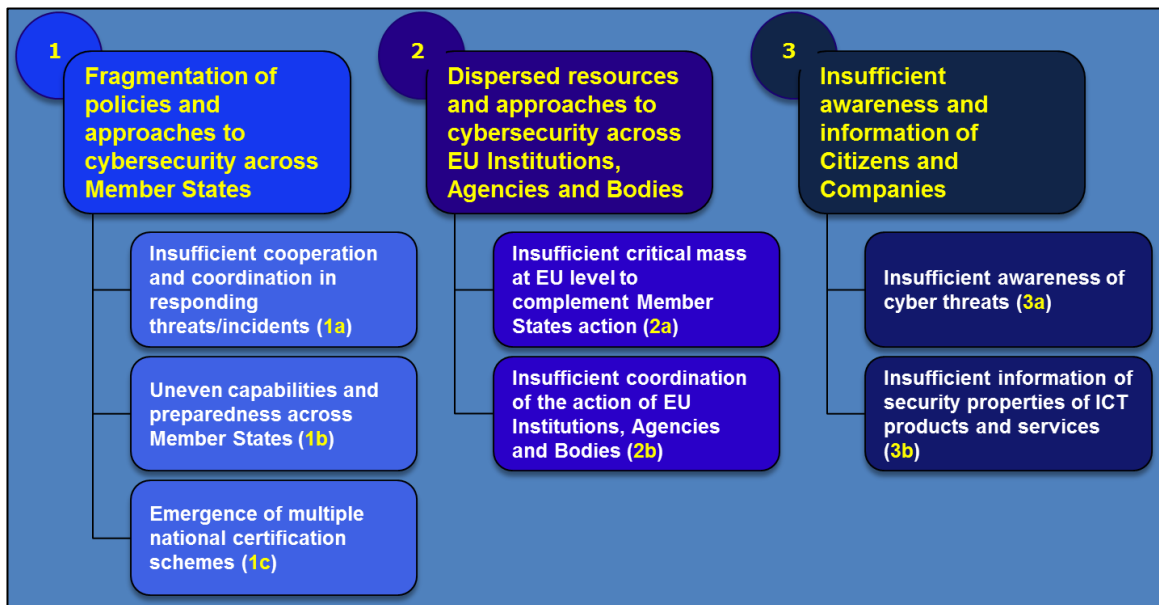 1
Fragmentation of
policies and
approaches to
cybersecurity across
Member States
Insufficient cooperation
and coordination in
responding
threats/incidents (1a)
Uneven capabilities and
preparedness across
Member States (1b)
Emergence of multiple
national certification
schemes (1c)
2
Dispersed resources
and approaches to
cybersecurity across
EU Institutions,
Agencies and Bodies
Insufficient critical mass
at EU level to
complement Member
States action (2a)
Insufficient coordination
of the action of EU
Institutions, Agencies
and Bodies (2b)
3
Insufficient
awareness and
information of
Citizens and
Companies
Insufficient awareness of
cyber threats (3a)
Insufficient information of
security properties of ICT
products and services
(3b)